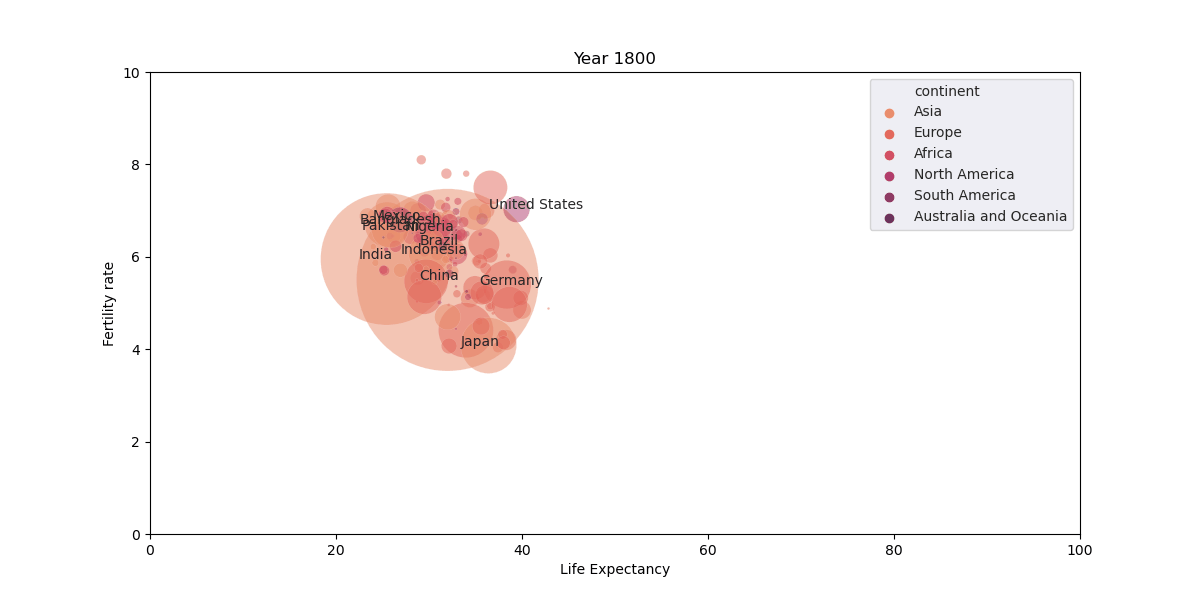 Year 1800
10
8
6
4
2
0
Fertility rate
0 20 40 60 80 100
Life Expectancy
continent
Asia
Europe
Africa
North America
South America
Australia and Oceania
United States
Mexico
Bangladesh
Pakistan
Nigeria
Brazil
Indonesia
India
China
Germany
Japan